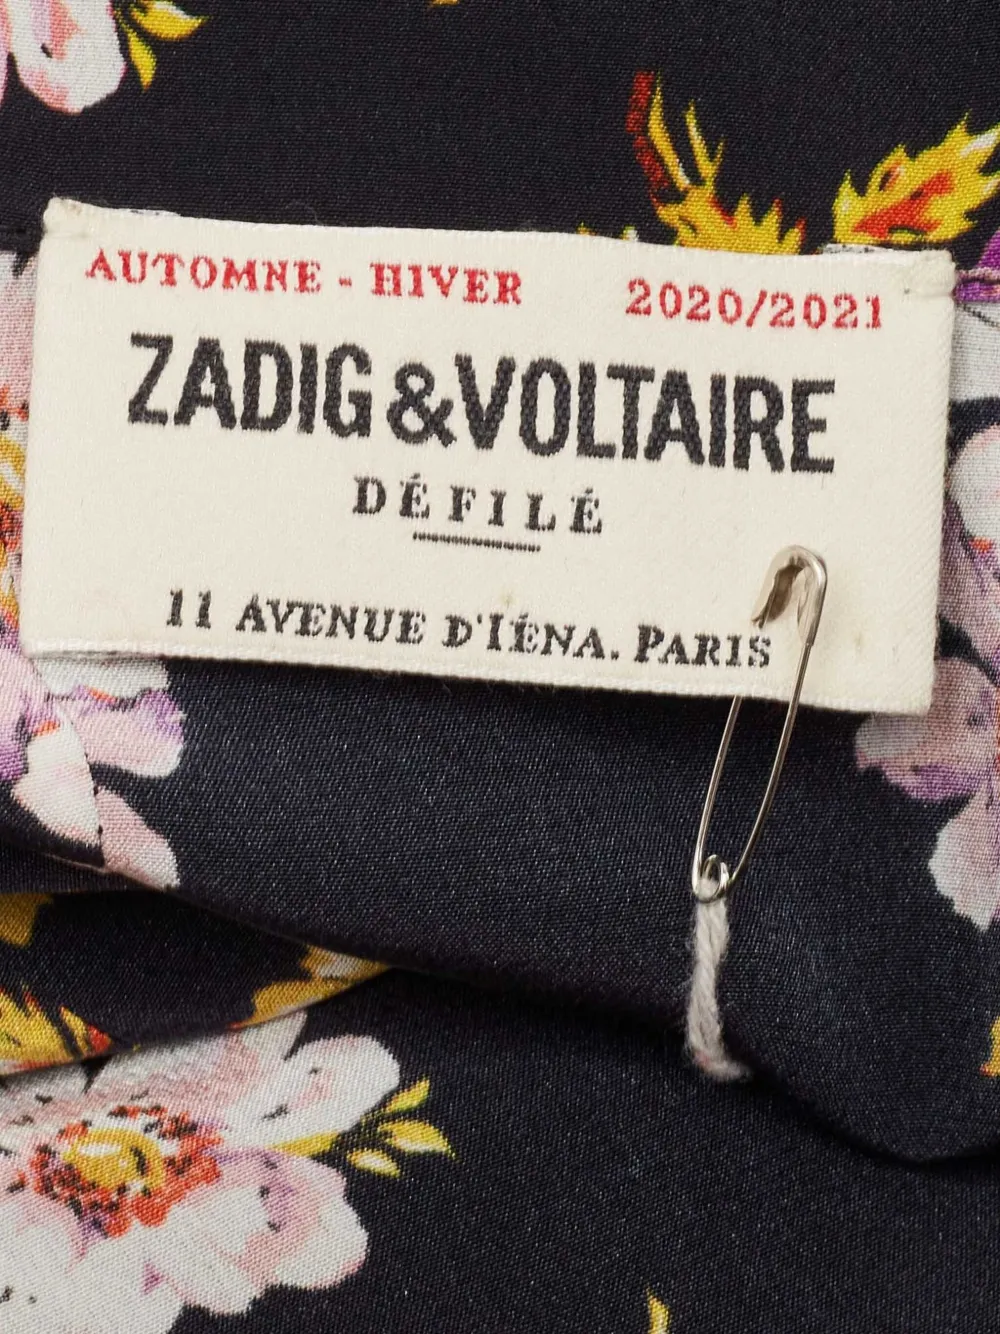 AUTOMNE - HIVER 2020/2021
ZADIG & VOLTAIRE
DÉFILÉ
11 AVENUE D'IÉNA. PARIS